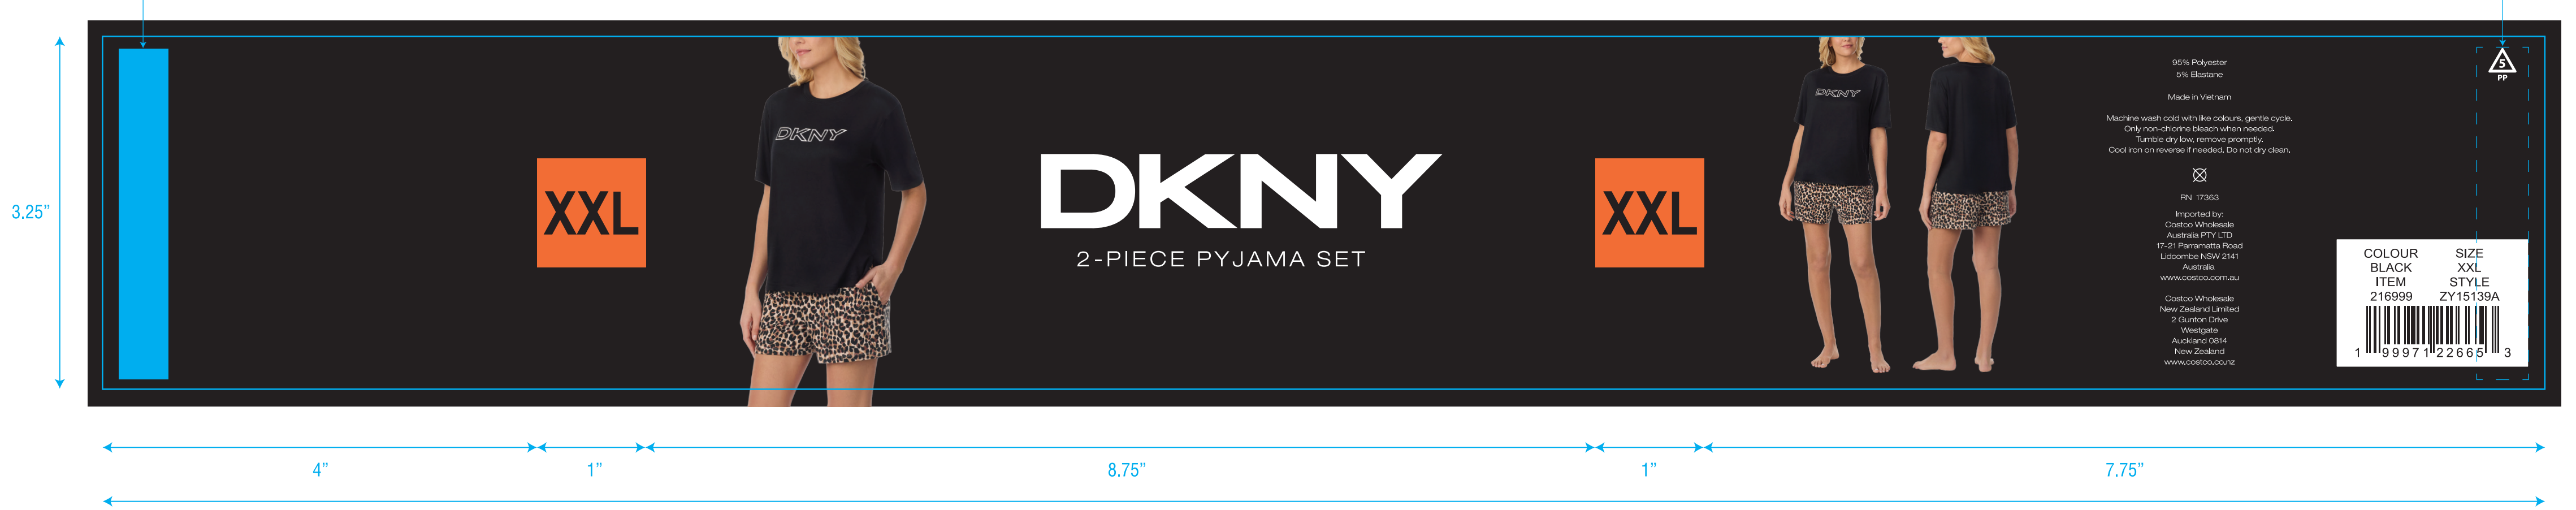 3.25”
XXL
DKNY
DKNY
2-PIECE PYJAMA SET
XXL
DKNY
95% Polyester
5% Elastane
Made in Vietnam
Machine wash cold with like colours, gentle cycle.
Only non-chlorine bleach when needed.
Tumble dry low, remove promptly.
Cool iron on reverse if needed. Do not dry clean.
RN 17363
Imported by:
Costco Wholesale
Australia PTY LTD
17-21 Parramatta Road
Lidcombe NSW 2141
Australia
www.costco.com.au
Costco Wholesale
New Zealand Limited
2 Gunton Drive
Westgate
Auckland 0814
New Zealand
www.costco.co.nz
5
PP
COLOUR SIZE
BLACK XXL
ITEM STYLE
216999 ZY15139A
1 99971 22665 3
4” 1” 8.75” 1” 7.75”